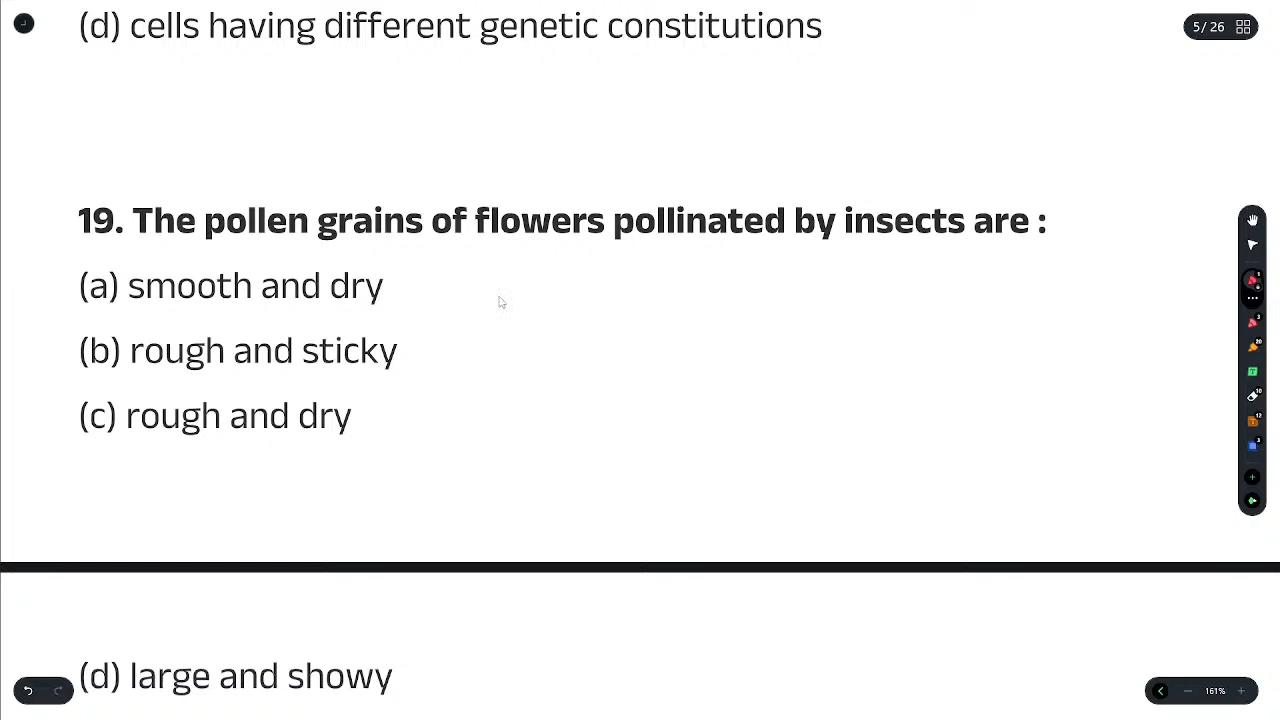 (d) cells having different genetic constitutions
5/ 26
19. The pollen grains of flowers pollinated by insects are :
(a) smooth and dry
(b) rough and sticky
(c) rough and dry
(d) large and showy
161%